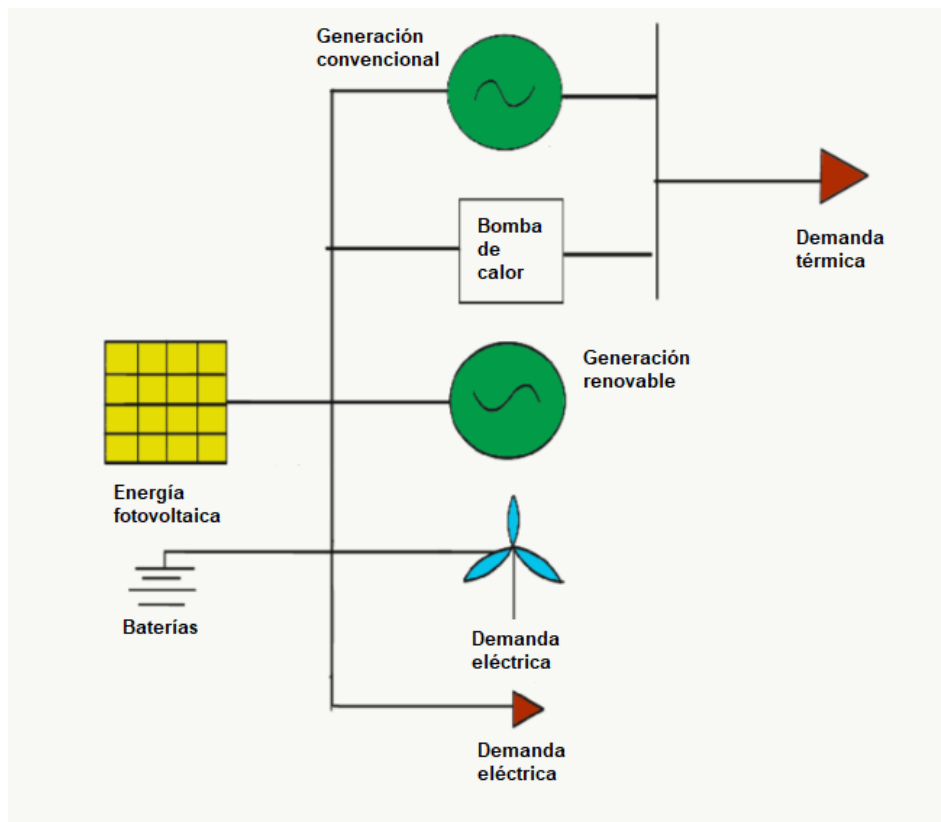 Generación
convencional
Bomba
de
calor
Demanda
térmica
Generación
renovable
Energía
fotovoltaica
Baterías
Demanda
eléctrica
Demanda
eléctrica